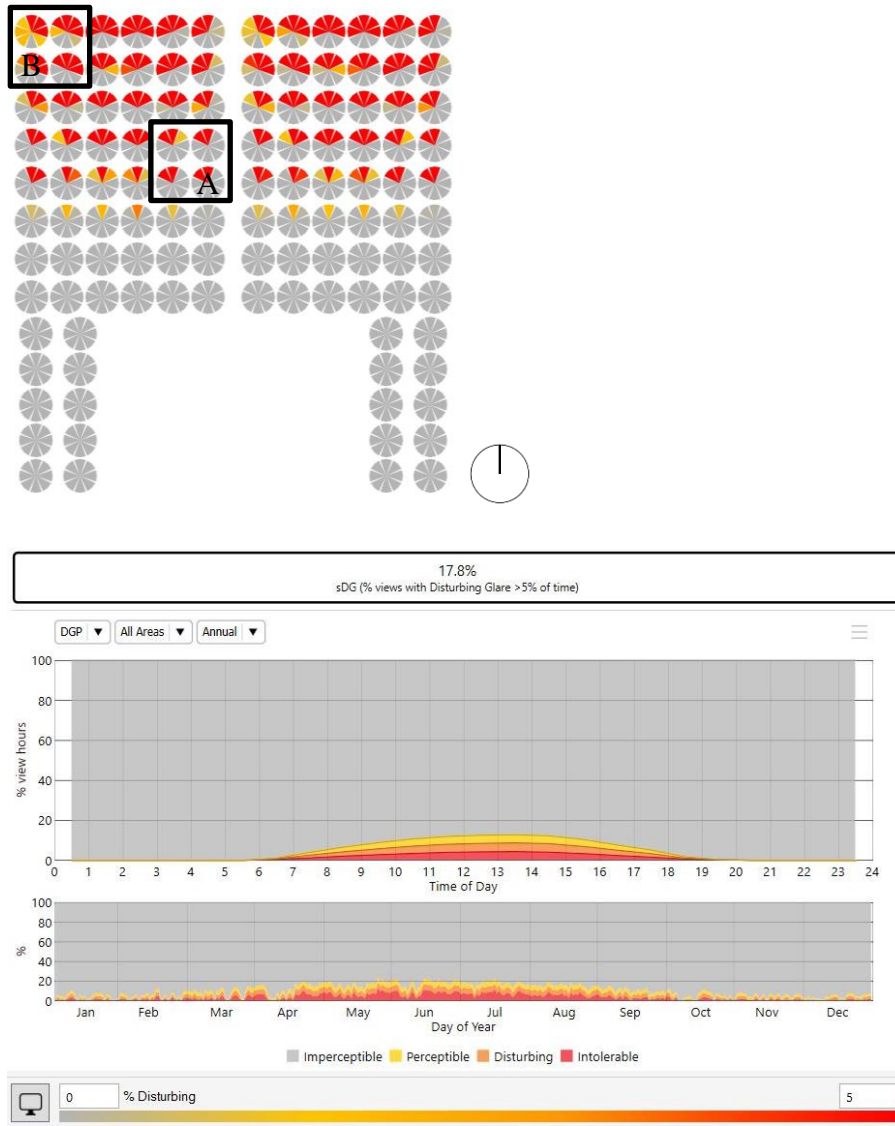 B
A
17.8%
sDG (% views with Disturbing Glare >5% of time)
DGP ▼ All Areas ▼ Annual ▼
100
80
60
40
20
0
% view hours
0 1 2 3 4 5 6 7 8 9 10 11 12 13 14 15 16 17 18 19 20 21 22 23 24
Time of Day
100
80
60
40
20
0
%
Jan Feb Mar Apr May Jun Jul Aug Sep Oct Nov Dec
Day of Year
Imperceptible Perceptible Disturbing Intolerable
0 % Disturbing 5